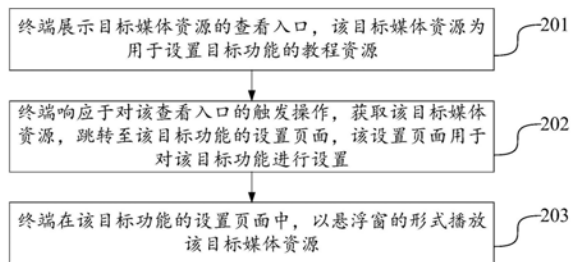 终端展示目标媒体资源的查看入口，该目标媒体资源为
用于设置目标功能的教程资源
201
终端响应于对该查看入口的触发操作，获取该目标媒体
资源，跳转至该目标功能的设置页面，该设置页面用于
对该目标功能进行设置
202
终端在该目标功能的设置页面中，以悬浮窗的形式播放
该目标媒体资源
203